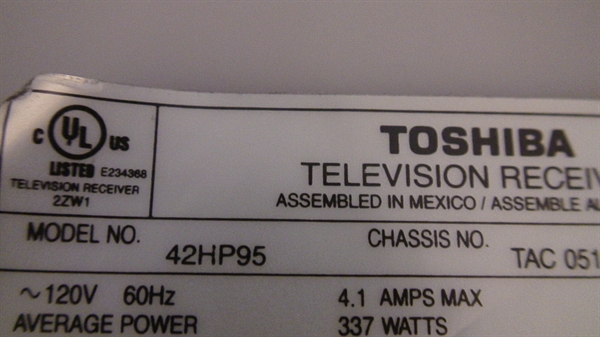 C UL US
LISTED E234368
TELEVISION RECEIVER
2ZW1
TOSHIBA
TELEVISION RECEIV
ASSEMBLED IN MEXICO / ASSEMBLE AU
MODEL NO. 42HP95 CHASSIS NO. TAC 051
~120V 60Hz 4.1 AMPS MAX
AVERAGE POWER 337 WATTS